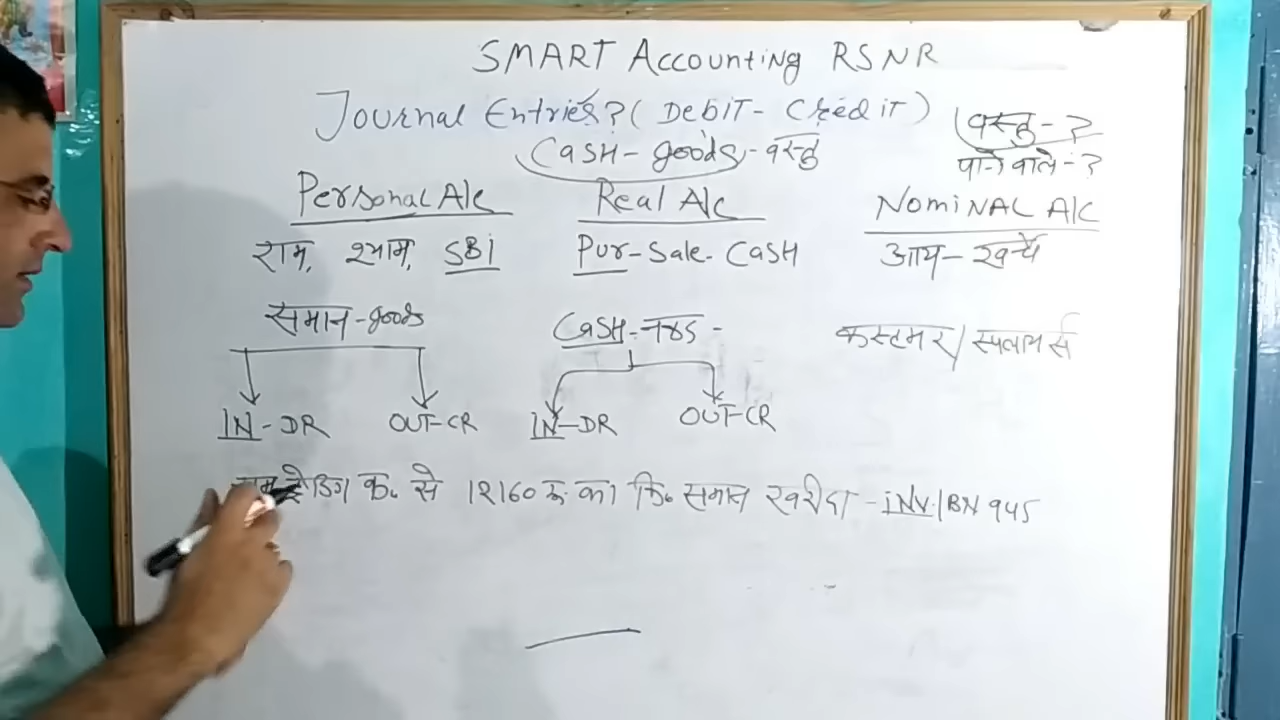 SMART Accounting RSNR
Journal Entries? (Debit - Credit)
Cash - goods - वस्तु
वस्तु - ?
पाने वाले - ?
Personal A/c
Real A/c
Nominal A/c
राम, श्याम, SBI
Pur - Sale - Cash
आय - खर्चे
समान - goods
Cash - नगद -
कस्टमर / सपलायर्स
IN - DR
OUT - CR
IN - DR
OUT - CR
राम ट्रेडिंग क. से 12160 रू का कि. समान खरीदा - INV. / BN 945